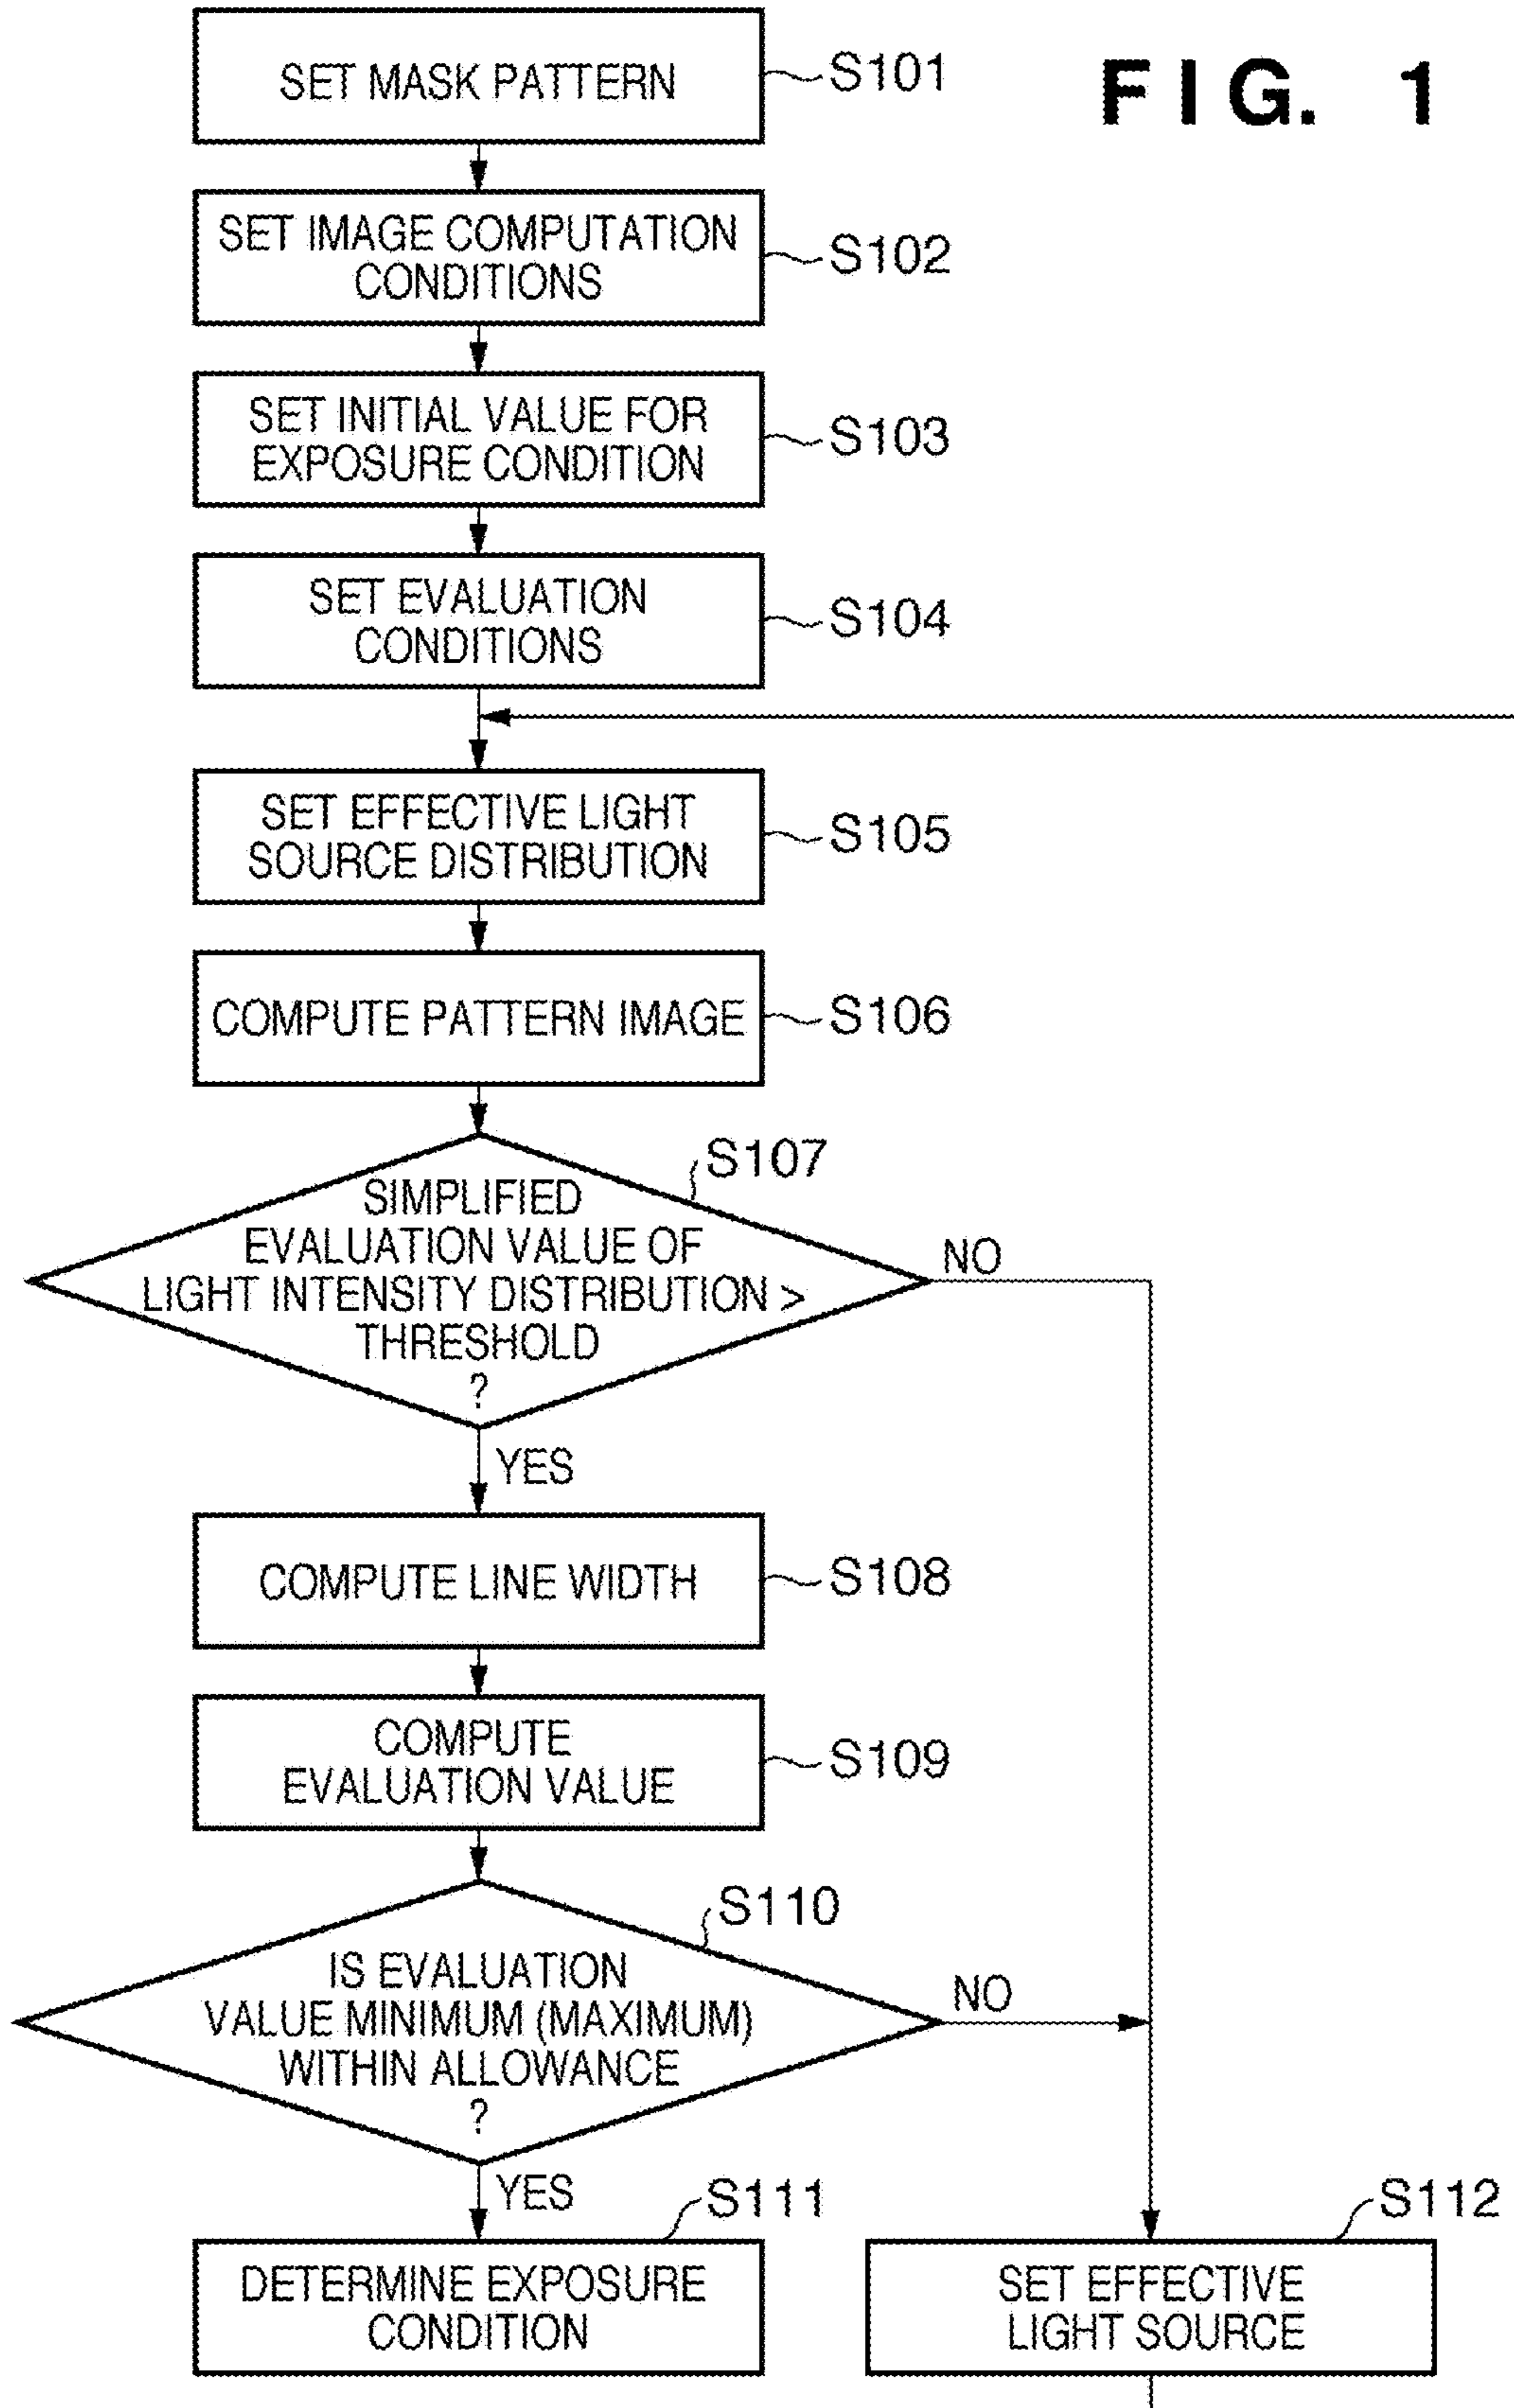 FIG. 1
SET MASK PATTERN
S101
SET IMAGE COMPUTATION
CONDITIONS
S102
SET INITIAL VALUE FOR
EXPOSURE CONDITION
S103
SET EVALUATION
CONDITIONS
S104
SET EFFECTIVE LIGHT
SOURCE DISTRIBUTION
S105
COMPUTE PATTERN IMAGE
S106
S107
SIMPLIFIED
EVALUATION VALUE OF
LIGHT INTENSITY DISTRIBUTION >
THRESHOLD
?
NO
YES
COMPUTE LINE WIDTH
S108
COMPUTE
EVALUATION VALUE
S109
S110
IS EVALUATION
VALUE MINIMUM (MAXIMUM)
WITHIN ALLOWANCE
?
NO
YES
S111
DETERMINE EXPOSURE
CONDITION
S112
SET EFFECTIVE
LIGHT SOURCE